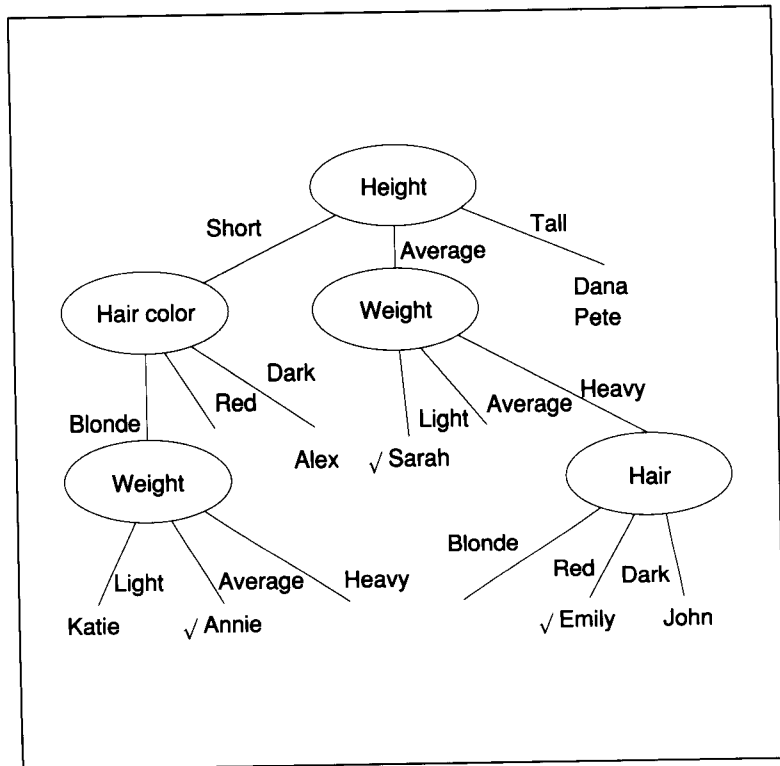 Height
Short
Average
Tall
Hair color
Weight
Dana
Pete
Blonde
Red
Dark
Light
Average
Heavy
Alex
√ Sarah
Weight
Hair
Light
Average
Heavy
Blonde
Red
Dark
Katie
√ Annie
√ Emily
John